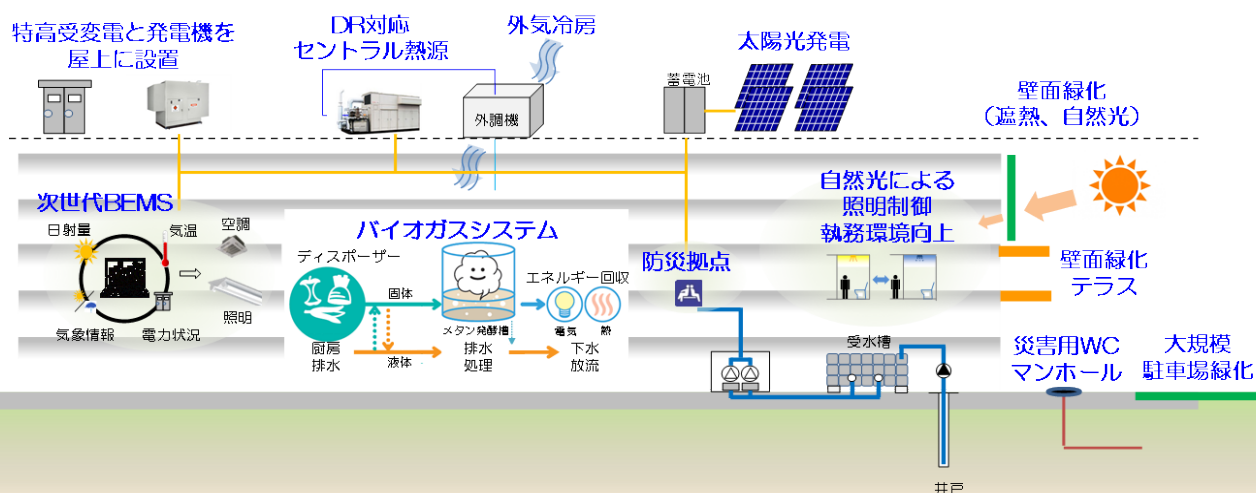 特高受変電と発電機を
屋上に設置
DR対応
セントラル熱源
外気冷房
太陽光発電
蓄電池
外調機
壁面緑化
(遮熱、自然光)
次世代BEMS
日射量
気温
空調
照明
気象情報
電力状況
バイオガスシステム
ディスポーザー
固体
液体
厨房
排水
メタン発酵槽
排水
処理
エネルギー回収
電気
熱
下水
放流
防災拠点
自然光による
照明制御
執務環境向上
壁面緑化
テラス
受水槽
井戸
災害用WC
マンホール
大規模
駐車場緑化